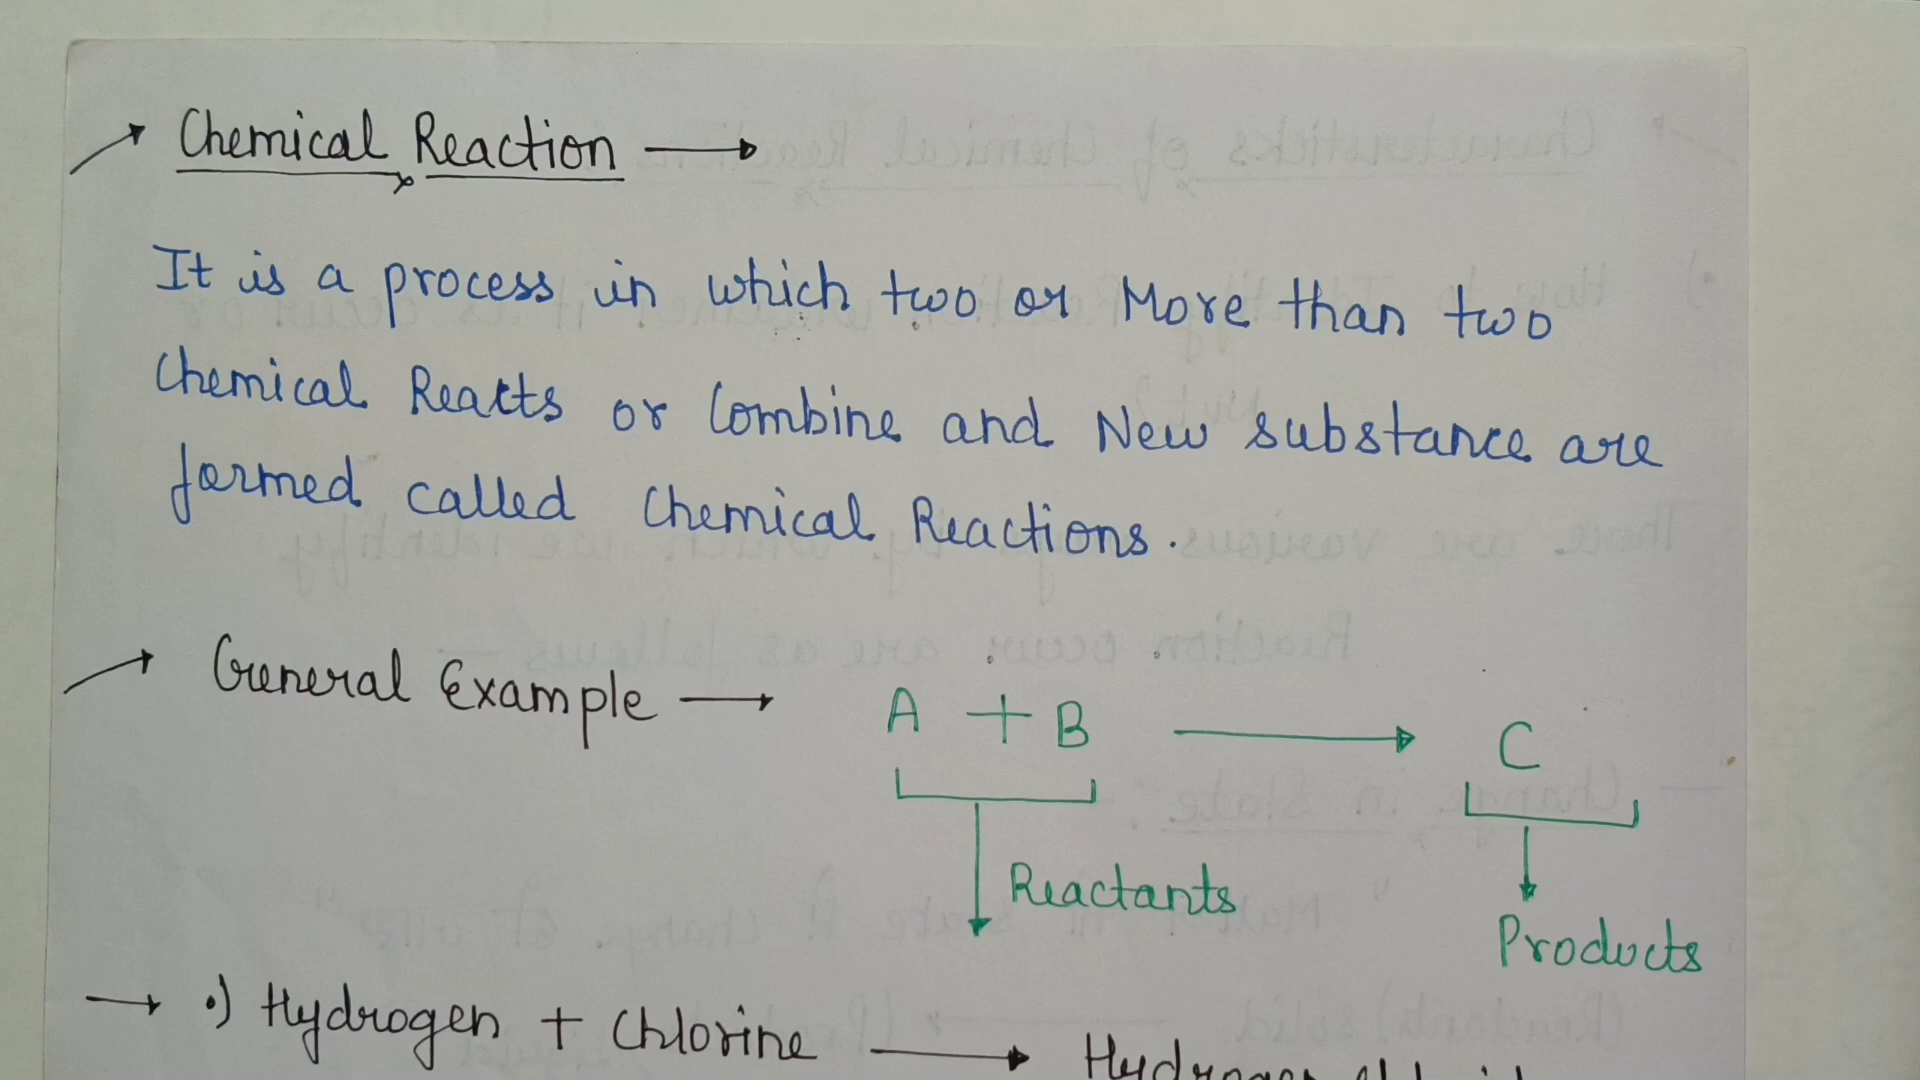 Chemical Reaction →
It is a process in which two or More than two
Chemical Reacts or Combine and New substance are
formed called Chemical Reactions.
General Example → A + B → C
Reactants
Products
→ •) Hydrogen + Chlorine →